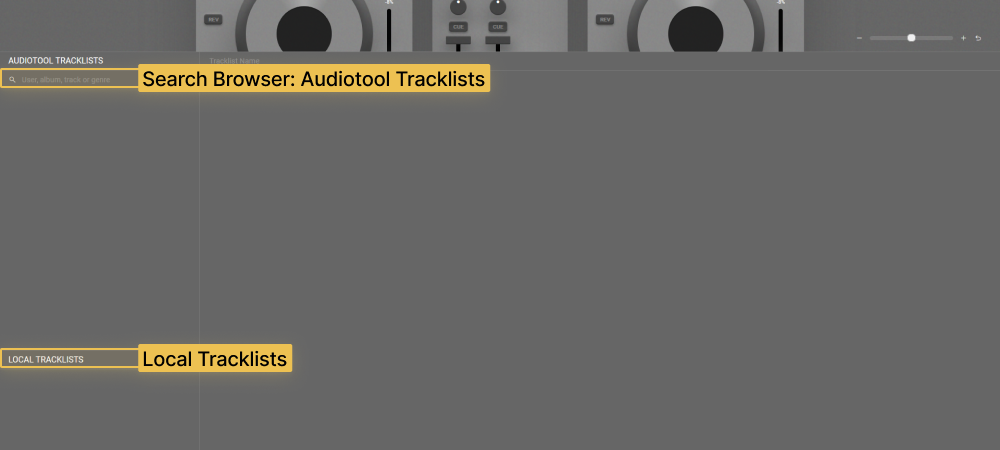 REV
CUE
CUE
REV
AUDIOTOOL TRACKLISTS
Tracklist Name
User, album, track or genre
Search Browser: Audiotool Tracklists
LOCAL TRACKLISTS
Local Tracklists